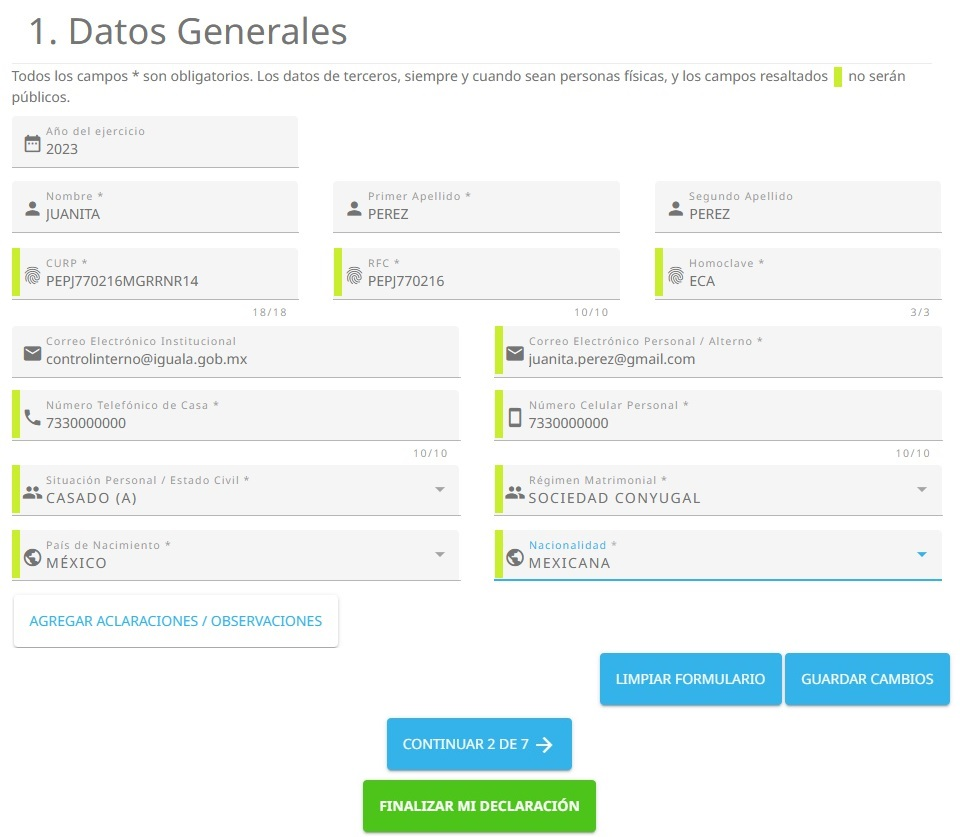 1. Datos Generales
Todos los campos * son obligatorios. Los datos de terceros, siempre y cuando sean personas físicas, y los campos resaltados no serán
públicos.
Año del ejercicio
2023
Nombre *
JUANITA
Primer Apellido *
PEREZ
Segundo Apellido
PEREZ
CURP *
PEPJ770216MGRRNR14
18/18
RFC *
PEPJ770216
10/10
Homoclave *
ECA
3/3
Correo Electrónico Institucional
controlinterno@iguala.gob.mx
Correo Electrónico Personal / Alterno *
juanita.perez@gmail.com
Número Telefónico de Casa *
7330000000
10/10
Número Celular Personal *
7330000000
10/10
Situación Personal / Estado Civil *
CASADO (A)
Régimen Matrimonial *
SOCIEDAD CONYUGAL
País de Nacimiento *
MÉXICO
Nacionalidad *
MEXICANA
AGREGAR ACLARACIONES / OBSERVACIONES
LIMPIAR FORMULARIO
GUARDAR CAMBIOS
CONTINUAR 2 DE 7
FINALIZAR MI DECLARACIÓN